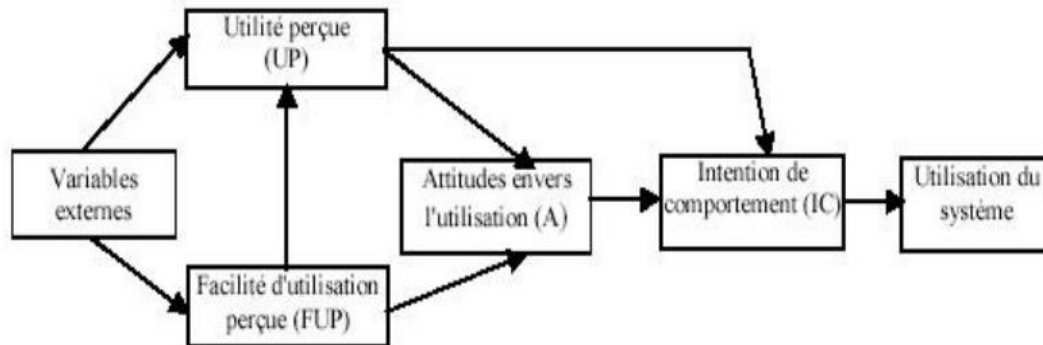 Utilité perçue
(UP)
Variables
externes
Attitudes envers
l'utilisation (A)
Intention de
comportement (IC)
Utilisation du
système
Facilité d'utilisation
perçue (FUP)